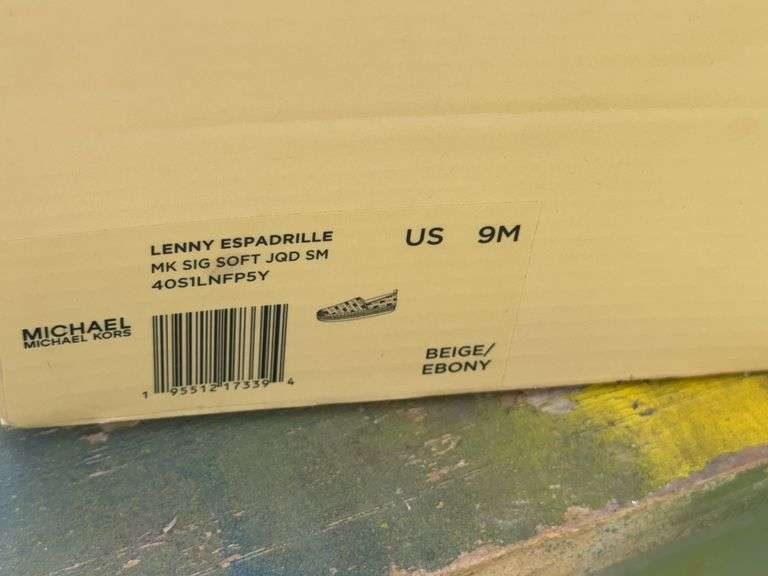 LENNY ESPADRILLE
MK SIG SOFT JQD SM
40S1LNFP5Y
US 9M
MICHAEL
MICHAEL KORS
BEIGE/
EBONY
1 95512 17339 4